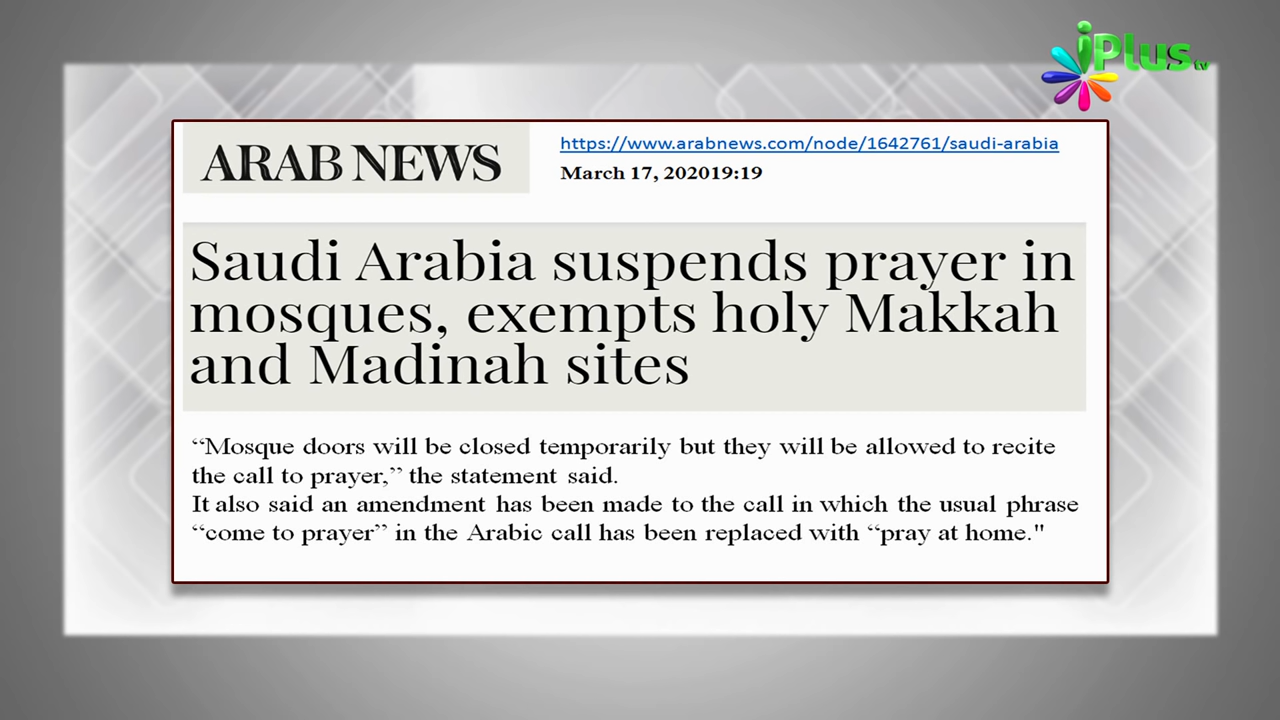 iPlus tv
ARAB NEWS
https://www.arabnews.com/node/1642761/saudi-arabia
March 17, 202019:19
Saudi Arabia suspends prayer in
mosques, exempts holy Makkah
and Madinah sites
“Mosque doors will be closed temporarily but they will be allowed to recite
the call to prayer,” the statement said.
It also said an amendment has been made to the call in which the usual phrase
“come to prayer” in the Arabic call has been replaced with “pray at home."